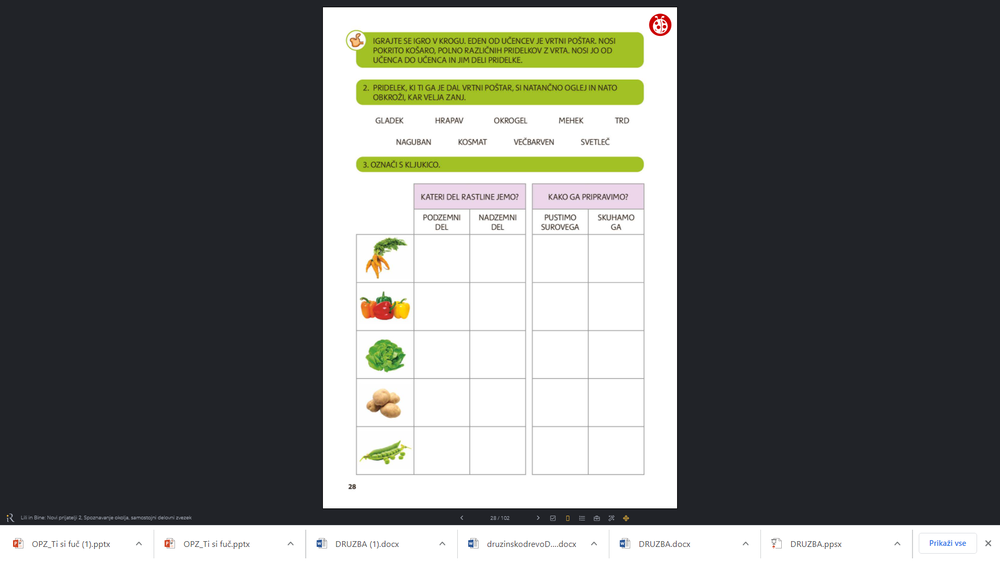 IGRAJTE SE IGRO V KROGU. EDEN OD UČENCEV JE VRTNI POŠTAR. NOSI
POKRITO KOŠARO, POLNO RAZLIČNIH PRIDELKOV Z VRTA. NOSI JO OD
UČENCA DO UČENCA IN JIM DELI PRIDELKE.
2. PRIDELEK, KI TI GA JE DAL VRTNI POŠTAR, SI NATANČNO OGLEJ IN NATO
OBKROŽI, KAR VELJA ZANJ.
GLADEK HRAPAV OKROGEL MEHEK TRD
NAGUBAN KOSMAT VEČBARVEN SVETLEČ
3. OZNAČI S KLJUKICO.
KATERI DEL RASTLINE JEMO? KAKO GA PRIPRAVIMO?
PODZEMNI DEL NADZEMNI DEL PUSTIMO SUROVEGA SKUHAMO GA
28
Lili in Bine: Novi prijatelji 2, Spoznavanje okolja, samostojni delovni zvezek
28 / 102
OPZ_Ti si fuč (1).pptx OPZ_Ti si fuč.pptx DRUZBA (1).docx druzinskodrevoD....docx DRUZBA.docx DRUZBA.ppsx Prikaži vse